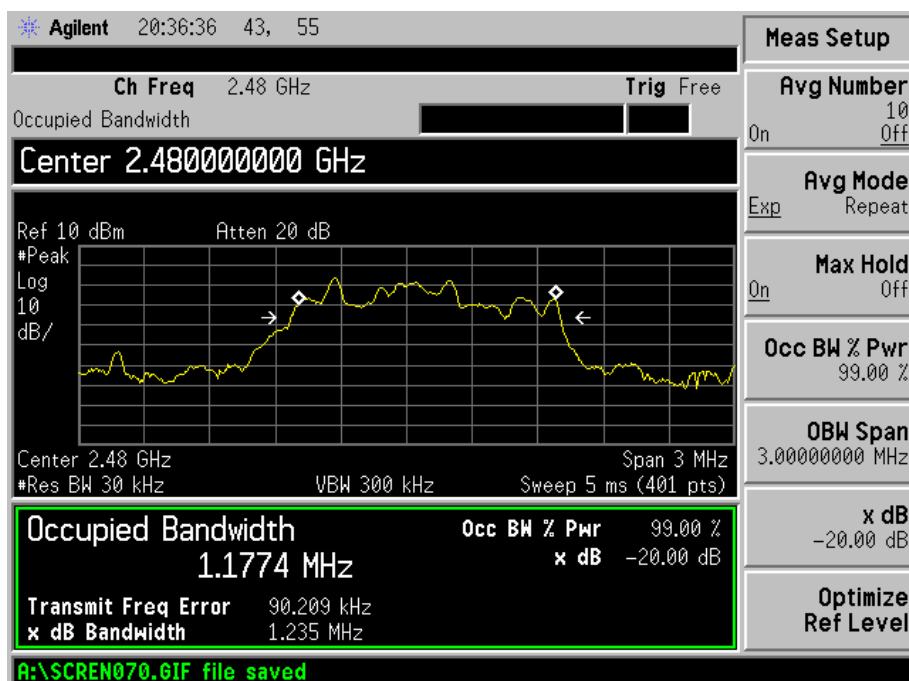 Agilent 20:36:36 43, 55
Ch Freq 2.48 GHz Trig Free
Occupied Bandwidth
Center 2.480000000 GHz
Ref 10 dBm Atten 20 dB
#Peak
Log
10
dB/
Center 2.48 GHz Span 3 MHz
#Res BW 30 kHz VBW 300 kHz Sweep 5 ms (401 pts)
Occupied Bandwidth Occ BW % Pwr 99.00 %
1.1774 MHz x dB -20.00 dB
Transmit Freq Error 90.209 kHz
x dB Bandwidth 1.235 MHz
A:\SCREN070.GIF file saved
Meas Setup
Avg Number
10
On Off
Avg Mode
Exp Repeat
Max Hold
On Off
Occ BW % Pwr
99.00 %
OBW Span
3.00000000 MHz
x dB
-20.00 dB
Optimize
Ref Level